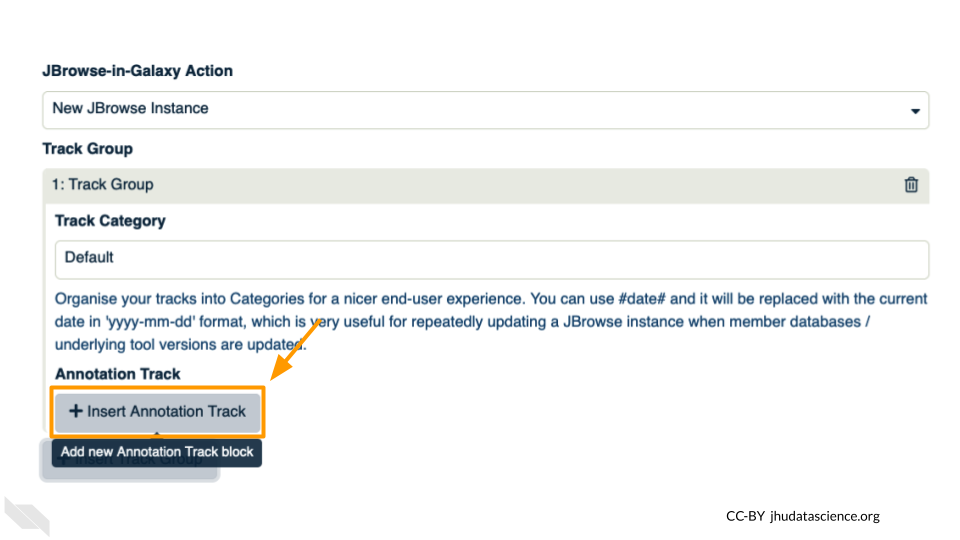 JBrowse-in-Galaxy Action
New JBrowse Instance
Track Group
1: Track Group
Track Category
Default
Organise your tracks into Categories for a nicer end-user experience. You can use #date# and it will be replaced with the current
date in 'yyyy-mm-dd' format, which is very useful for repeatedly updating a JBrowse instance when member databases /
underlying tool versions are updated.
Annotation Track
+ Insert Annotation Track
Add new Annotation Track block
+ Insert Track Group
CC-BY jhudatascience.org